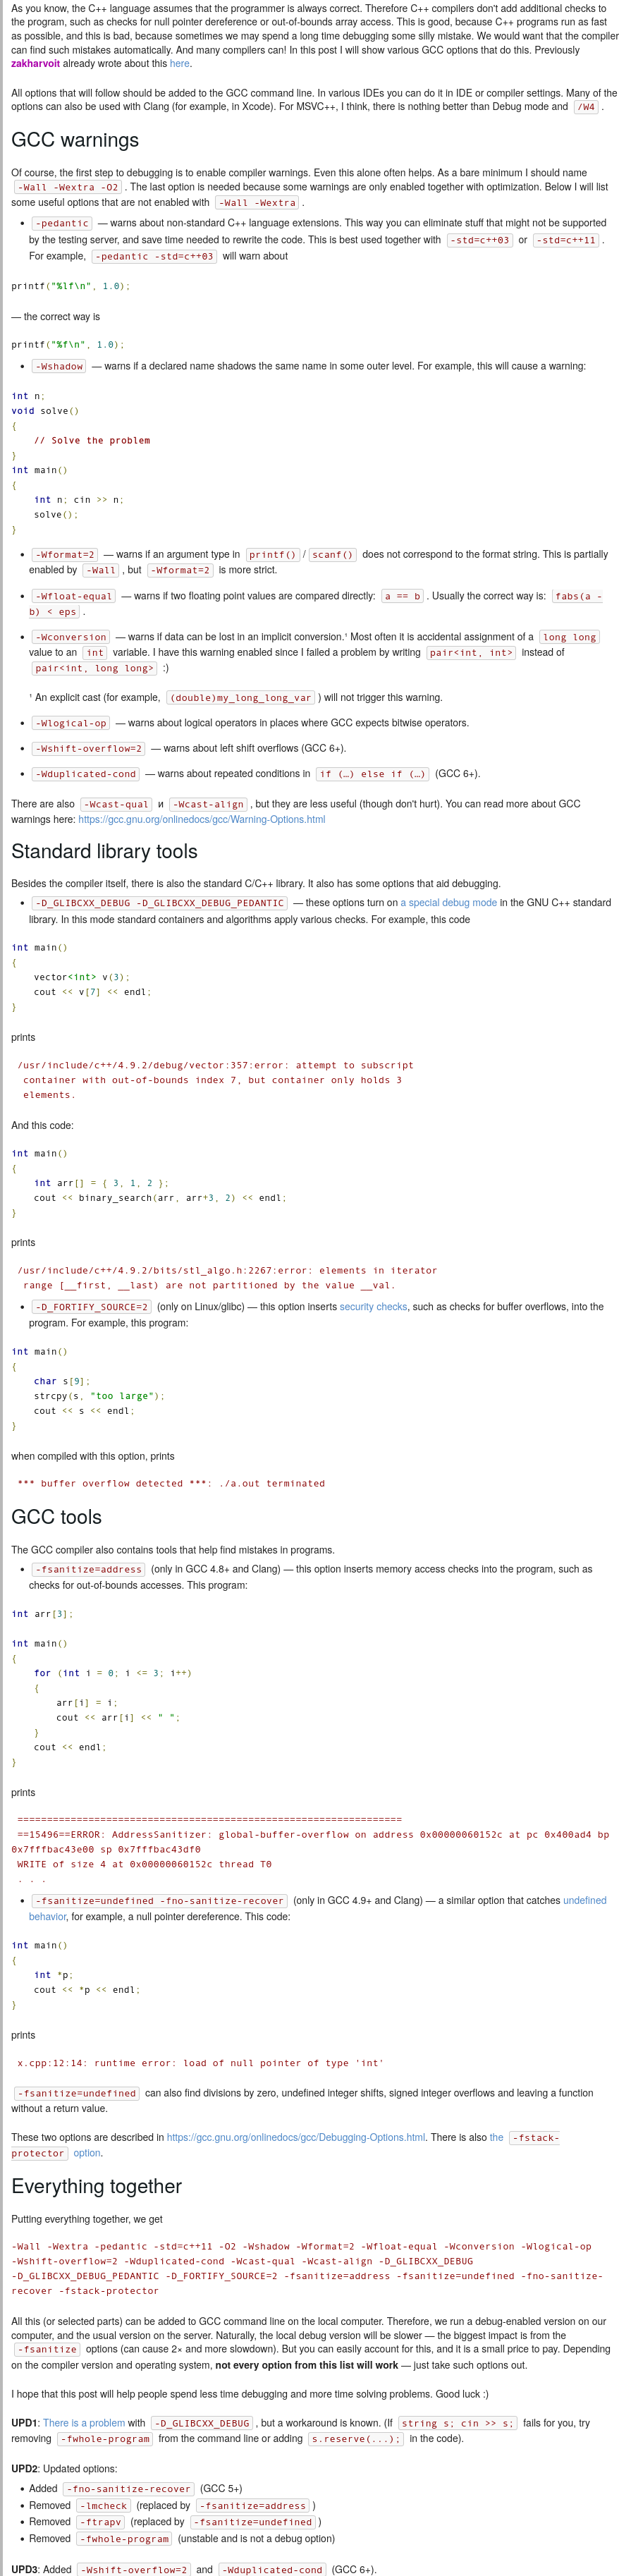 As you know, the C++ language assumes that the programmer is always correct. Therefore C++ compilers don't add additional checks to
the program, such as checks for null pointer dereference or out-of-bounds array access. This is good, because C++ programs run as fast
as possible, and this is bad, because sometimes we may spend a long time debugging some silly mistake. We would want that the compiler
can find such mistakes automatically. And many compilers can! In this post I will show various GCC options that do this. Previously
zakharvoit already wrote about this here.
All options that will follow should be added to the GCC command line. In various IDEs you can do it in IDE or compiler settings. Many of the
options can also be used with Clang (for example, in Xcode). For MSVC++, I think, there is nothing better than Debug mode and /W4 .
GCC warnings
Of course, the first step to debugging is to enable compiler warnings. Even this alone often helps. As a bare minimum I should name
-Wall -Wextra -O2 . The last option is needed because some warnings are only enabled together with optimization. Below I will list
some useful options that are not enabled with -Wall -Wextra .
• -pedantic — warns about non-standard C++ language extensions. This way you can eliminate stuff that might not be supported
by the testing server, and save time needed to rewrite the code. This is best used together with -std=c++03 or -std=c++11 .
For example, -pedantic -std=c++03 will warn about
printf("%lf\n", 1.0);
— the correct way is
printf("%f\n", 1.0);
• -Wshadow — warns if a declared name shadows the same name in some outer level. For example, this will cause a warning:
int n;
void solve()
{
    // Solve the problem
}
int main()
{
    int n; cin >> n;
    solve();
}
• -Wformat=2 — warns if an argument type in printf() / scanf() does not correspond to the format string. This is partially
enabled by -Wall , but -Wformat=2 is more strict.
• -Wfloat-equal — warns if two floating point values are compared directly: a == b . Usually the correct way is: fabs(a -
b) < eps .
• -Wconversion — warns if data can be lost in an implicit conversion.¹ Most often it is accidental assignment of a long long
value to an int variable. I have this warning enabled since I failed a problem by writing pair<int, int> instead of
pair<int, long long> :)
¹ An explicit cast (for example, (double)my_long_long_var ) will not trigger this warning.
• -Wlogical-op — warns about logical operators in places where GCC expects bitwise operators.
• -Wshift-overflow=2 — warns about left shift overflows (GCC 6+).
• -Wduplicated-cond — warns about repeated conditions in if (…) else if (…) (GCC 6+).
There are also -Wcast-qual и -Wcast-align , but they are less useful (though don't hurt). You can read more about GCC
warnings here: https://gcc.gnu.org/onlinedocs/gcc/Warning-Options.html
Standard library tools
Besides the compiler itself, there is also the standard C/C++ library. It also has some options that aid debugging.
• -D_GLIBCXX_DEBUG -D_GLIBCXX_DEBUG_PEDANTIC — these options turn on a special debug mode in the GNU C++ standard
library. In this mode standard containers and algorithms apply various checks. For example, this code
int main()
{
    vector<int> v(3);
    cout << v[7] << endl;
}
prints
/usr/include/c++/4.9.2/debug/vector:357:error: attempt to subscript
container with out-of-bounds index 7, but container only holds 3
elements.
And this code:
int main()
{
    int arr[] = { 3, 1, 2 };
    cout << binary_search(arr, arr+3, 2) << endl;
}
prints
/usr/include/c++/4.9.2/bits/stl_algo.h:2267:error: elements in iterator
range [__first, __last) are not partitioned by the value __val.
• -D_FORTIFY_SOURCE=2 (only on Linux/glibc) — this option inserts security checks, such as checks for buffer overflows, into the
program. For example, this program:
int main()
{
    char s[9];
    strcpy(s, "too large");
    cout << s << endl;
}
when compiled with this option, prints
*** buffer overflow detected ***: ./a.out terminated
GCC tools
The GCC compiler also contains tools that help find mistakes in programs.
• -fsanitize=address (only in GCC 4.8+ and Clang) — this option inserts memory access checks into the program, such as
checks for out-of-bounds accesses. This program:
int arr[3];
int main()
{
    for (int i = 0; i <= 3; i++)
    {
        arr[i] = i;
        cout << arr[i] << " ";
    }
    cout << endl;
}
prints
=================================================================
==15496==ERROR: AddressSanitizer: global-buffer-overflow on address 0x00000060152c at pc 0x400ad4 bp
0x7fffbac43e00 sp 0x7fffbac43df0
WRITE of size 4 at 0x00000060152c thread T0
. . .
• -fsanitize=undefined -fno-sanitize-recover (only in GCC 4.9+ and Clang) — a similar option that catches undefined
behavior, for example, a null pointer dereference. This code:
int main()
{
    int *p;
    cout << *p << endl;
}
prints
x.cpp:12:14: runtime error: load of null pointer of type 'int'
-fsanitize=undefined can also find divisions by zero, undefined integer shifts, signed integer overflows and leaving a function
without a return value.
These two options are described in https://gcc.gnu.org/onlinedocs/gcc/Debugging-Options.html. There is also the -fstack-
protector option.
Everything together
Putting everything together, we get
-Wall -Wextra -pedantic -std=c++11 -O2 -Wshadow -Wformat=2 -Wfloat-equal -Wconversion -Wlogical-op
-Wshift-overflow=2 -Wduplicated-cond -Wcast-qual -Wcast-align -D_GLIBCXX_DEBUG
-D_GLIBCXX_DEBUG_PEDANTIC -D_FORTIFY_SOURCE=2 -fsanitize=address -fsanitize=undefined -fno-sanitize-
recover -fstack-protector
All this (or selected parts) can be added to GCC command line on the local computer. Therefore, we run a debug-enabled version on our
computer, and the usual version on the server. Naturally, the local debug version will be slower — the biggest impact is from the
-fsanitize options (can cause 2× and more slowdown). But you can easily account for this, and it is a small price to pay. Depending
on the compiler version and operating system, not every option from this list will work — just take such options out.
I hope that this post will help people spend less time debugging and more time solving problems. Good luck :)
UPD1: There is a problem with -D_GLIBCXX_DEBUG , but a workaround is known. (If string s; cin >> s; fails for you, try
removing -fwhole-program from the command line or adding s.reserve(...); in the code).
UPD2: Updated options:
• Added -fno-sanitize-recover (GCC 5+)
• Removed -lmcheck (replaced by -fsanitize=address )
• Removed -ftrapv (replaced by -fsanitize=undefined )
• Removed -fwhole-program (unstable and is not a debug option)
UPD3: Added -Wshift-overflow=2 and -Wduplicated-cond (GCC 6+).